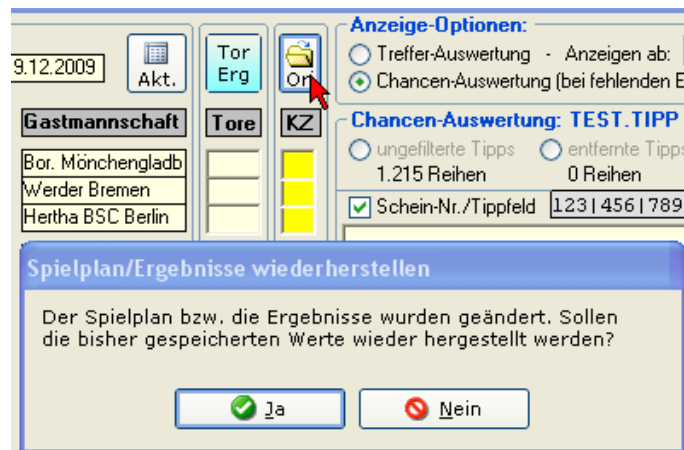 Anzeige-Optionen:
9.12.2009
Akt.
Tor
Erg
Ori
Treffer-Auswertung - Anzeigen ab:
Chancen-Auswertung (bei fehlenden E
Gastmannschaft
Tore
KZ
Chancen-Auswertung: TEST.TIPP
ungefilterte Tipps
entfernte Tipps
1.215 Reihen
0 Reihen
Bor. Mönchengladb
Werder Bremen
Hertha BSC Berlin
Schein-Nr./Tippfeld
123|456|789
Spielplan/Ergebnisse wiederherstellen
Der Spielplan bzw. die Ergebnisse wurden geändert. Sollen
die bisher gespeicherten Werte wieder hergestellt werden?
Ja
Nein